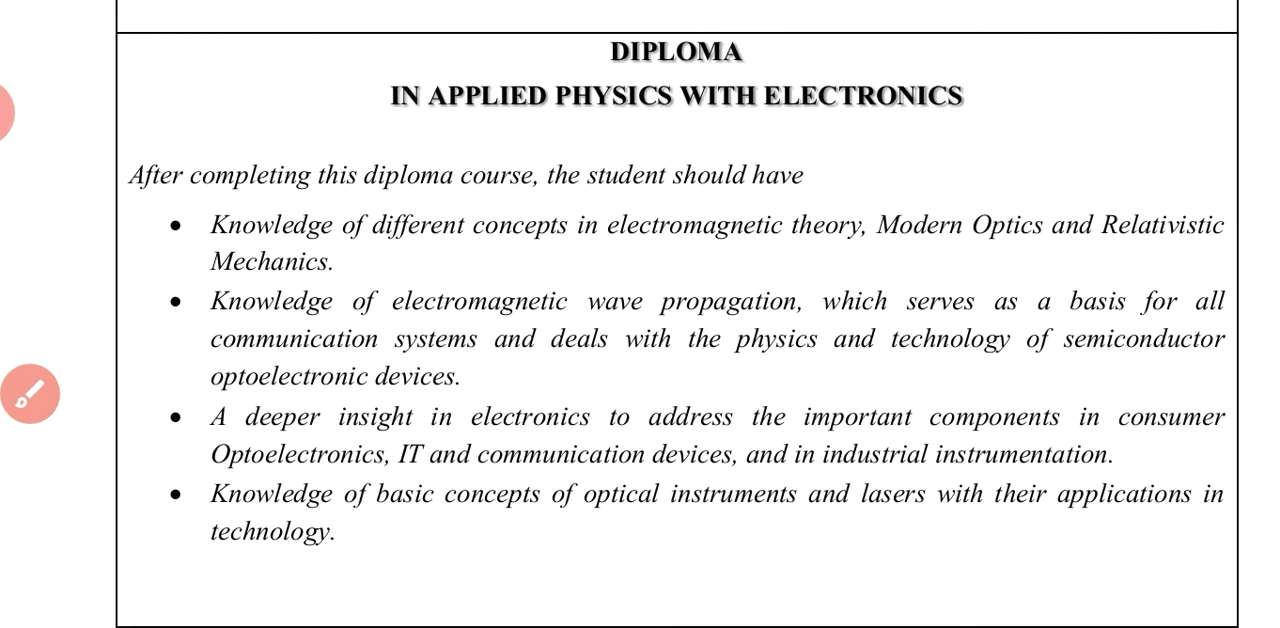 DIPLOMA
IN APPLIED PHYSICS WITH ELECTRONICS
After completing this diploma course, the student should have
• Knowledge of different concepts in electromagnetic theory, Modern Optics and Relativistic
Mechanics.
• Knowledge of electromagnetic wave propagation, which serves as a basis for all
communication systems and deals with the physics and technology of semiconductor
optoelectronic devices.
• A deeper insight in electronics to address the important components in consumer
Optoelectronics, IT and communication devices, and in industrial instrumentation.
• Knowledge of basic concepts of optical instruments and lasers with their applications in
technology.